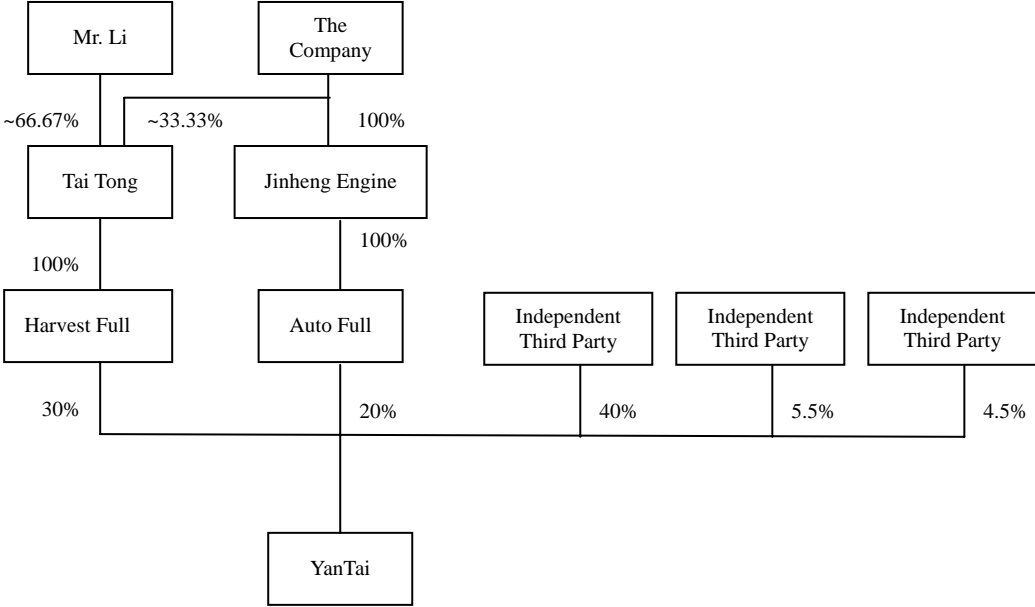 Mr. Li
The
Company
~66.67%
~33.33%
100%
Tai Tong
Jinheng Engine
100%
100%
Harvest Full
Auto Full
Independent
Third Party
Independent
Third Party
Independent
Third Party
30%
20%
40%
5.5%
4.5%
YanTai